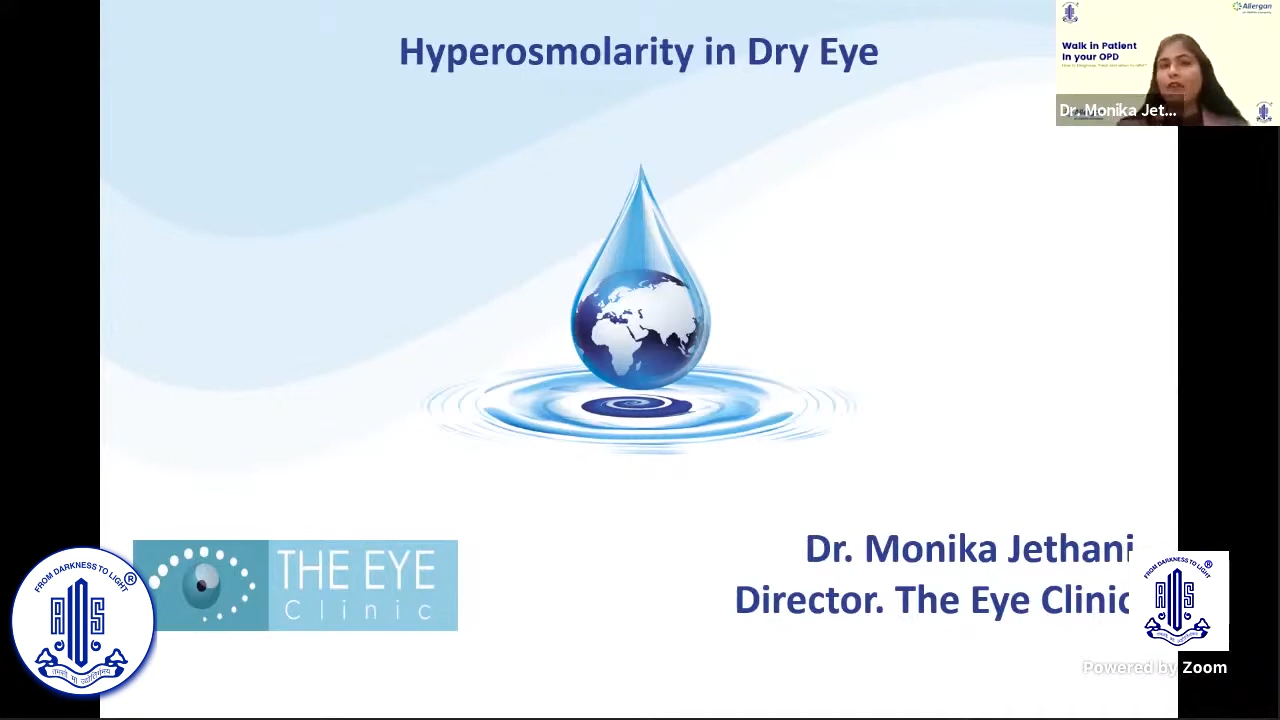 Hyperosmolarity in Dry Eye
Allergan
Walk in Patient
In your OPD
Dr. Monika Jet...
THE EYE
Clinic
Dr. Monika Jethani
Director. The Eye Clinic
FROM DARKNESS TO LIGHT
®
AIOS
FROM DARKNESS TO LIGHT
®
AIOS
Powered by Zoom